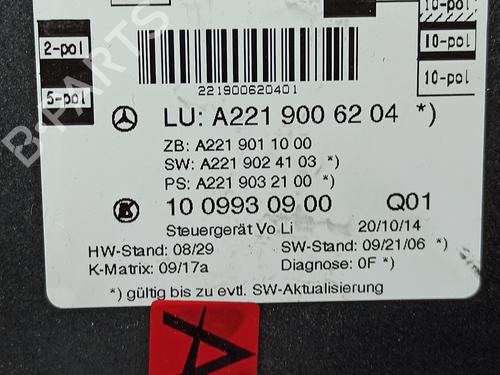 10-pol
2-pol
10-pol
5-pol
10-pol
221900620401
LU: A221 900 62 04 *)
ZB: A221 901 10 00
SW: A221 902 41 03 *)
PS: A221 903 21 00 *)
10 09930 9 00 Q01
Steuergerät Vo Li 20/10/14
HW-Stand: 08/29 SW-Stand: 09/21/06 *)
K-Matrix: 09/17a Diagnose: 0F *)
*) gültig bis zu evtl. SW-Aktualisierung
B-PARTS